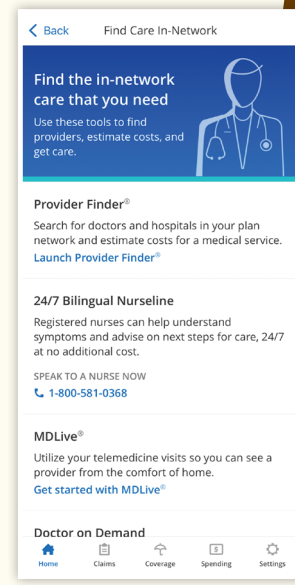 Back
Find Care In-Network
Find the in-network
care that you need
Use these tools to find
providers, estimate costs, and
get care.
Provider Finder®
Search for doctors and hospitals in your plan
network and estimate costs for a medical service.
Launch Provider Finder®
24/7 Bilingual Nurseline
Registered nurses can help understand
symptoms and advise on next steps for care, 24/7
at no additional cost.
SPEAK TO A NURSE NOW
1-800-581-0368
MDLive®
Utilize your telemedicine visits so you can see a
provider from the comfort of home.
Get started with MDLive®
Doctor on Demand
Home
Claims
Coverage
Spending
Settings